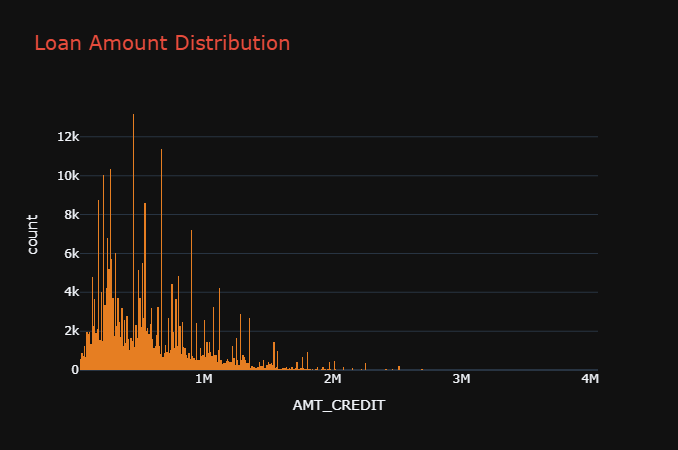 Loan Amount Distribution
12k
10k
8k
6k
4k
2k
0
count
1M
2M
3M
4M
AMT_CREDIT